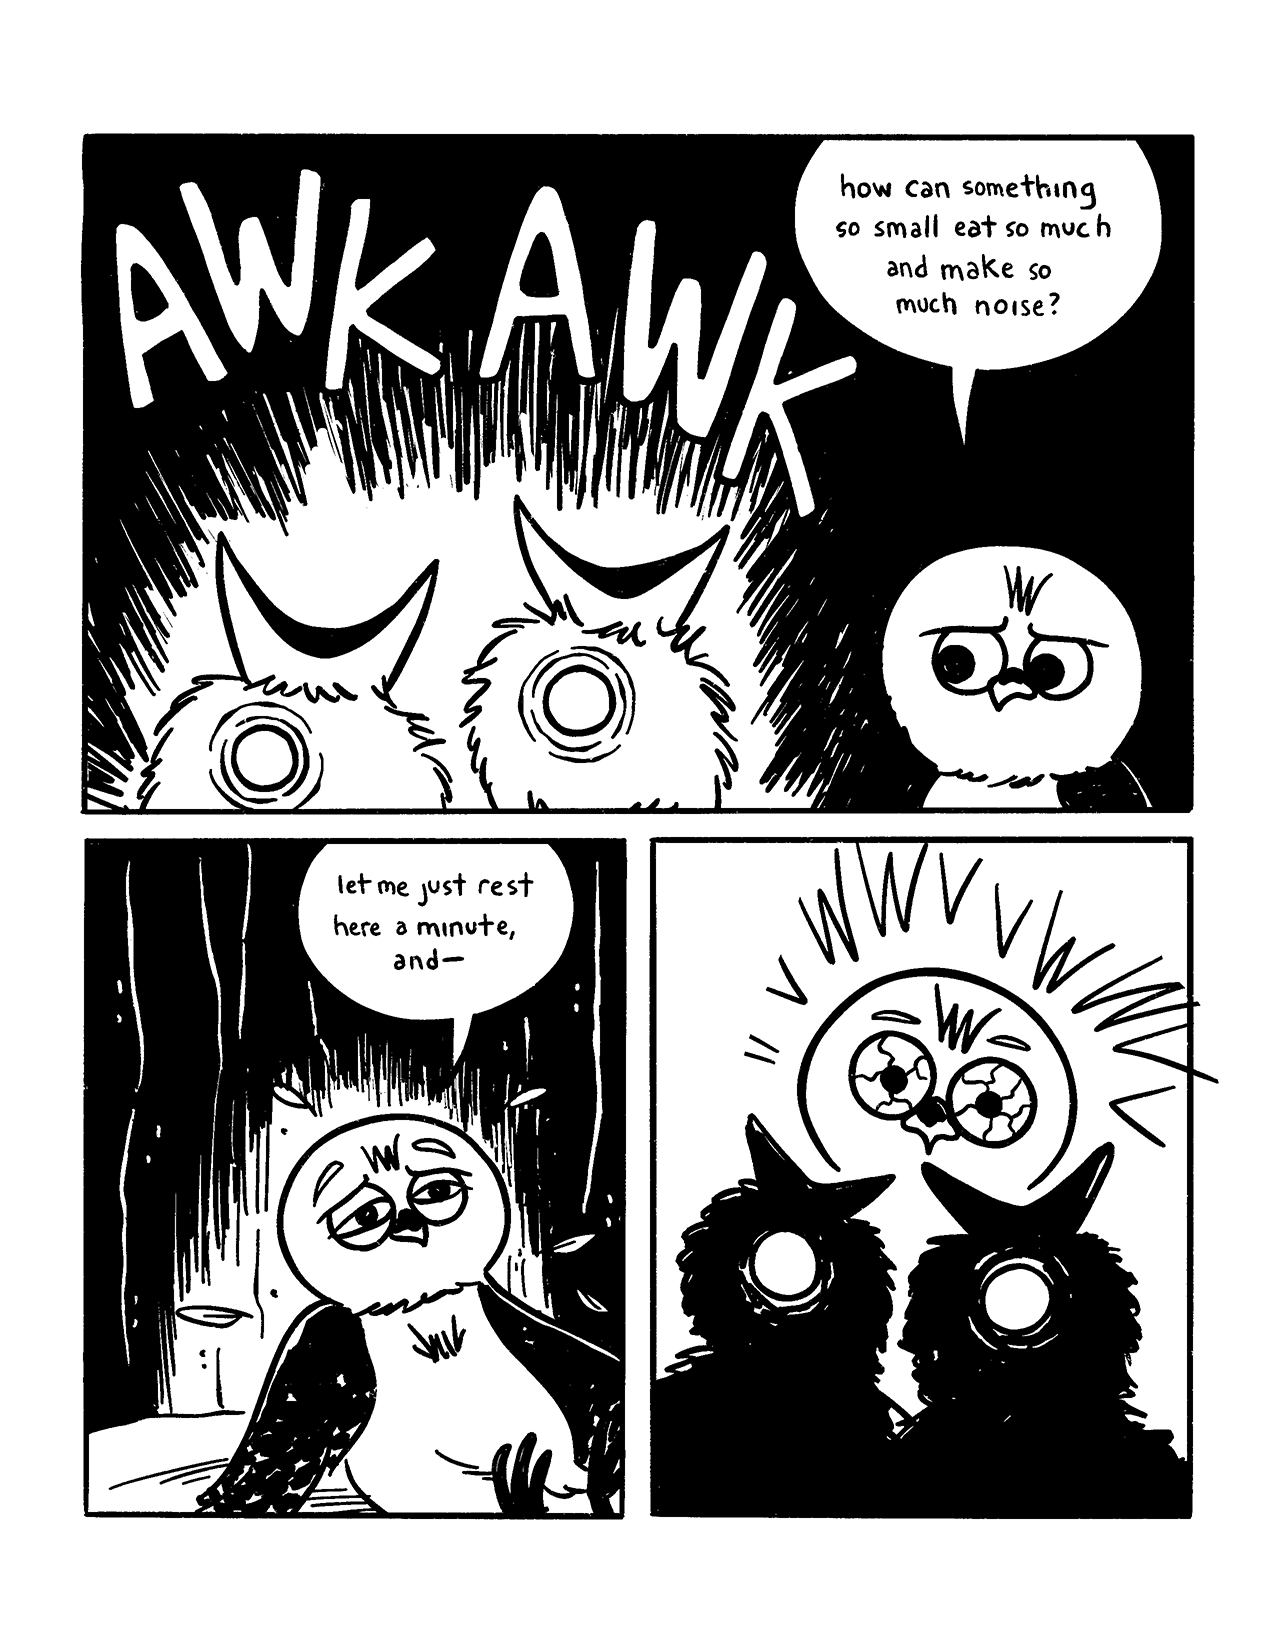 AWK AWK
how can something
so small eat so much
and make so
much noise?
let me just rest
here a minute,
and—